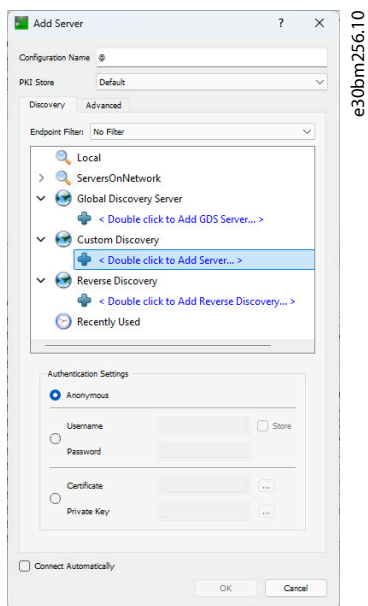 Add Server
?
Configuration Name @
PKI Store Default
Discovery Advanced
Endpoint Filter: No Filter
Local
> ServersOnNetwork
Global Discovery Server
< Double click to Add GDS Server... >
Custom Discovery
< Double click to Add Server... >
Reverse Discovery
< Double click to Add Reverse Discovery... >
Recently Used
Authentication Settings
Anonymous
Username Store
Password
Certificate ...
Private Key ...
Connect Automatically
OK Cancel
e30bm256.10